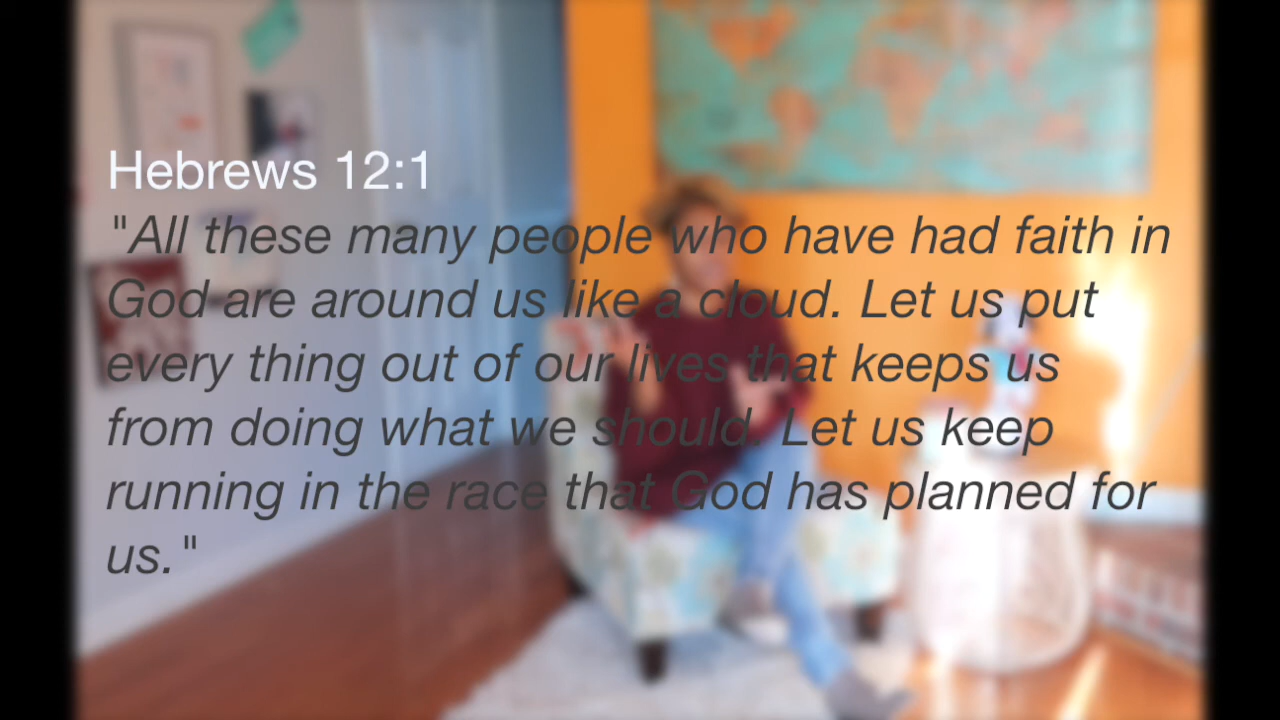 Hebrews 12:1
"All these many people who have had faith in
God are around us like a cloud. Let us put
every thing out of our lives that keeps us
from doing what we should. Let us keep
running in the race that God has planned for
us."